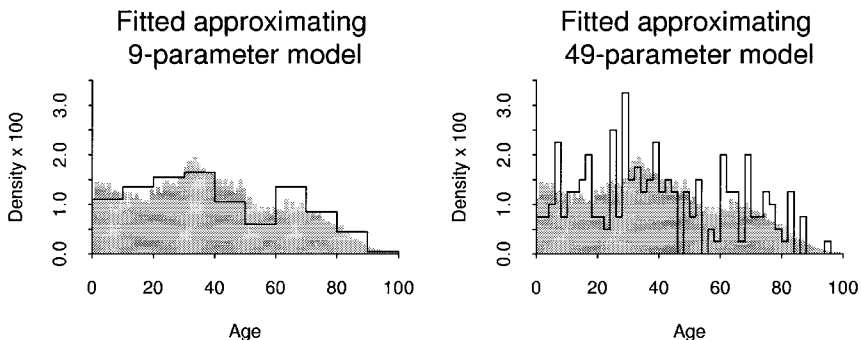 Fitted approximating
9-parameter model
Density x 100
3.0
2.0
1.0
0.0
0 20 40 60 80 100
Age
Fitted approximating
49-parameter model
Density x 100
3.0
2.0
1.0
0.0
0 20 40 60 80 100
Age